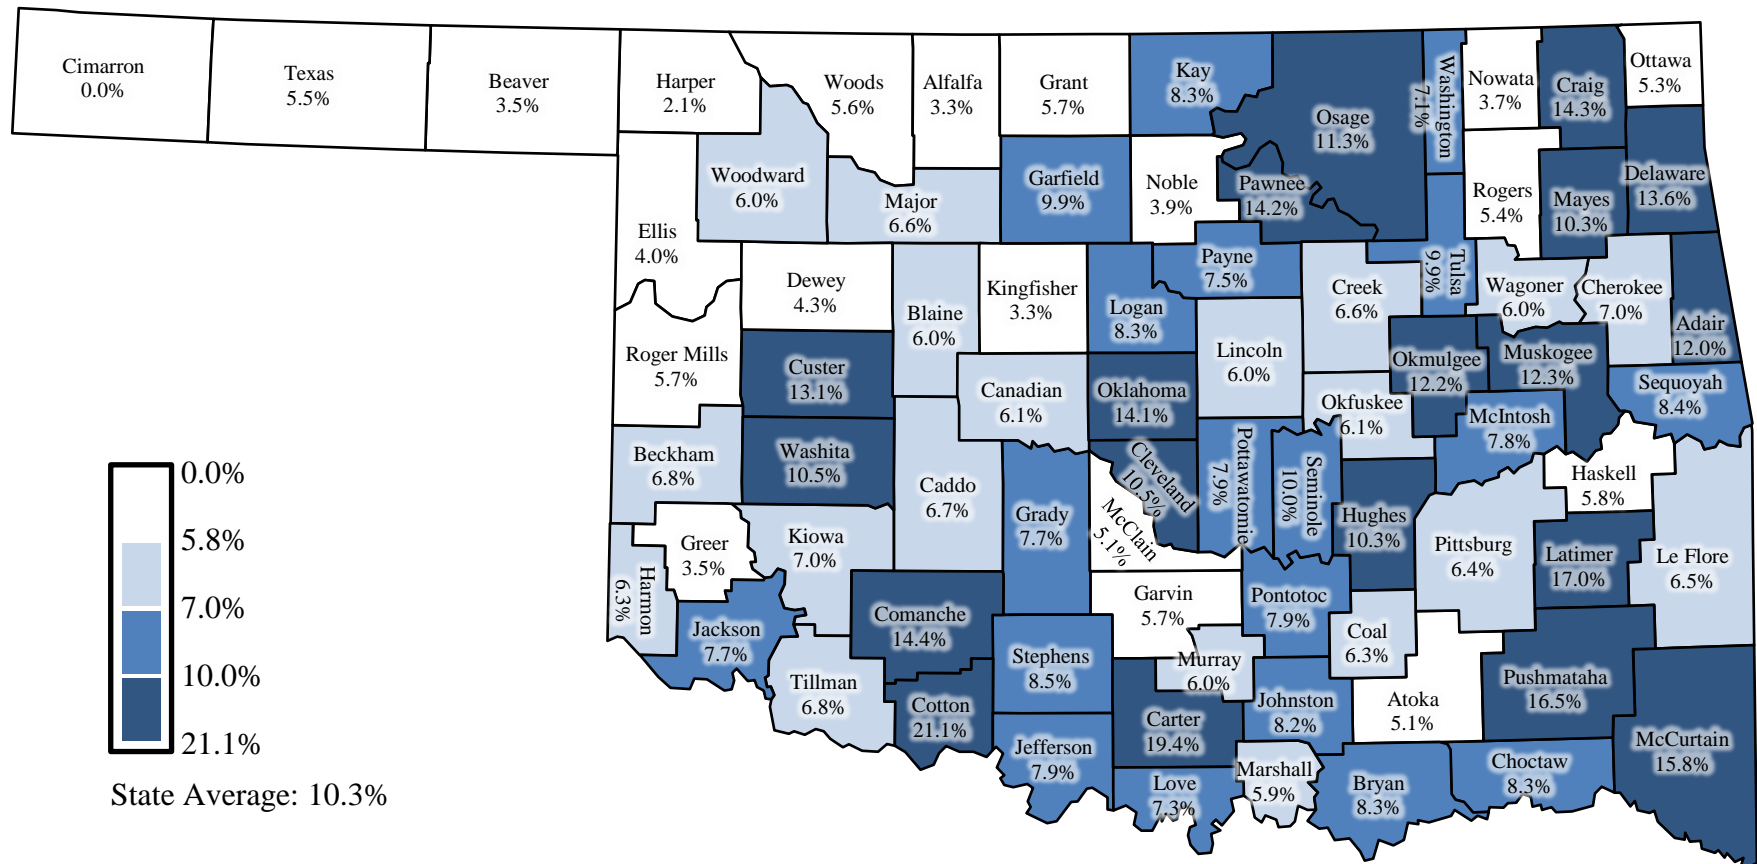 Cimarron
0.0%
Texas
5.5%
Beaver
3.5%
Harper
2.1%
Woods
5.6%
Alfalfa
3.3%
Grant
5.7%
Kay
8.3%
Osage
11.3%
Washington
7.1%
Nowata
3.7%
Craig
14.3%
Ottawa
5.3%
Woodward
6.0%
Major
6.6%
Garfield
9.9%
Noble
3.9%
Pawnee
14.2%
Rogers
5.4%
Mayes
10.3%
Delaware
13.6%
Ellis
4.0%
Dewey
4.3%
Blaine
6.0%
Kingfisher
3.3%
Logan
8.3%
Payne
7.5%
Creek
6.6%
Tulsa
9.9%
Wagoner
6.0%
Cherokee
7.0%
Adair
12.0%
Roger Mills
5.7%
Custer
13.1%
Canadian
6.1%
Oklahoma
14.1%
Lincoln
6.0%
Okfuskee
6.1%
Okmulgee
12.2%
Muskogee
12.3%
Sequoyah
8.4%
McIntosh
7.8%
Beckham
6.8%
Washita
10.5%
Caddo
6.7%
Grady
7.7%
Cleveland
10.5%
McClain
5.1%
Pottawatomie
7.9%
Seminole
10.0%
Hughes
10.3%
Haskell
5.8%
Pittsburg
6.4%
Latimer
17.0%
Le Flore
6.5%
Harmon
6.3%
Greer
3.5%
Kiowa
7.0%
Jackson
7.7%
Comanche
14.4%
Tillman
6.8%
Cotton
21.1%
Stephens
8.5%
Jefferson
7.9%
Garvin
5.7%
Murray
6.0%
Carter
19.4%
Love
7.3%
Pontotoc
7.9%
Johnston
8.2%
Marshall
5.9%
Coal
6.3%
Atoka
5.1%
Bryan
8.3%
Pushmataha
16.5%
Choctaw
8.3%
McCurtain
15.8%
0.0%
5.8%
7.0%
10.0%
21.1%
State Average: 10.3%